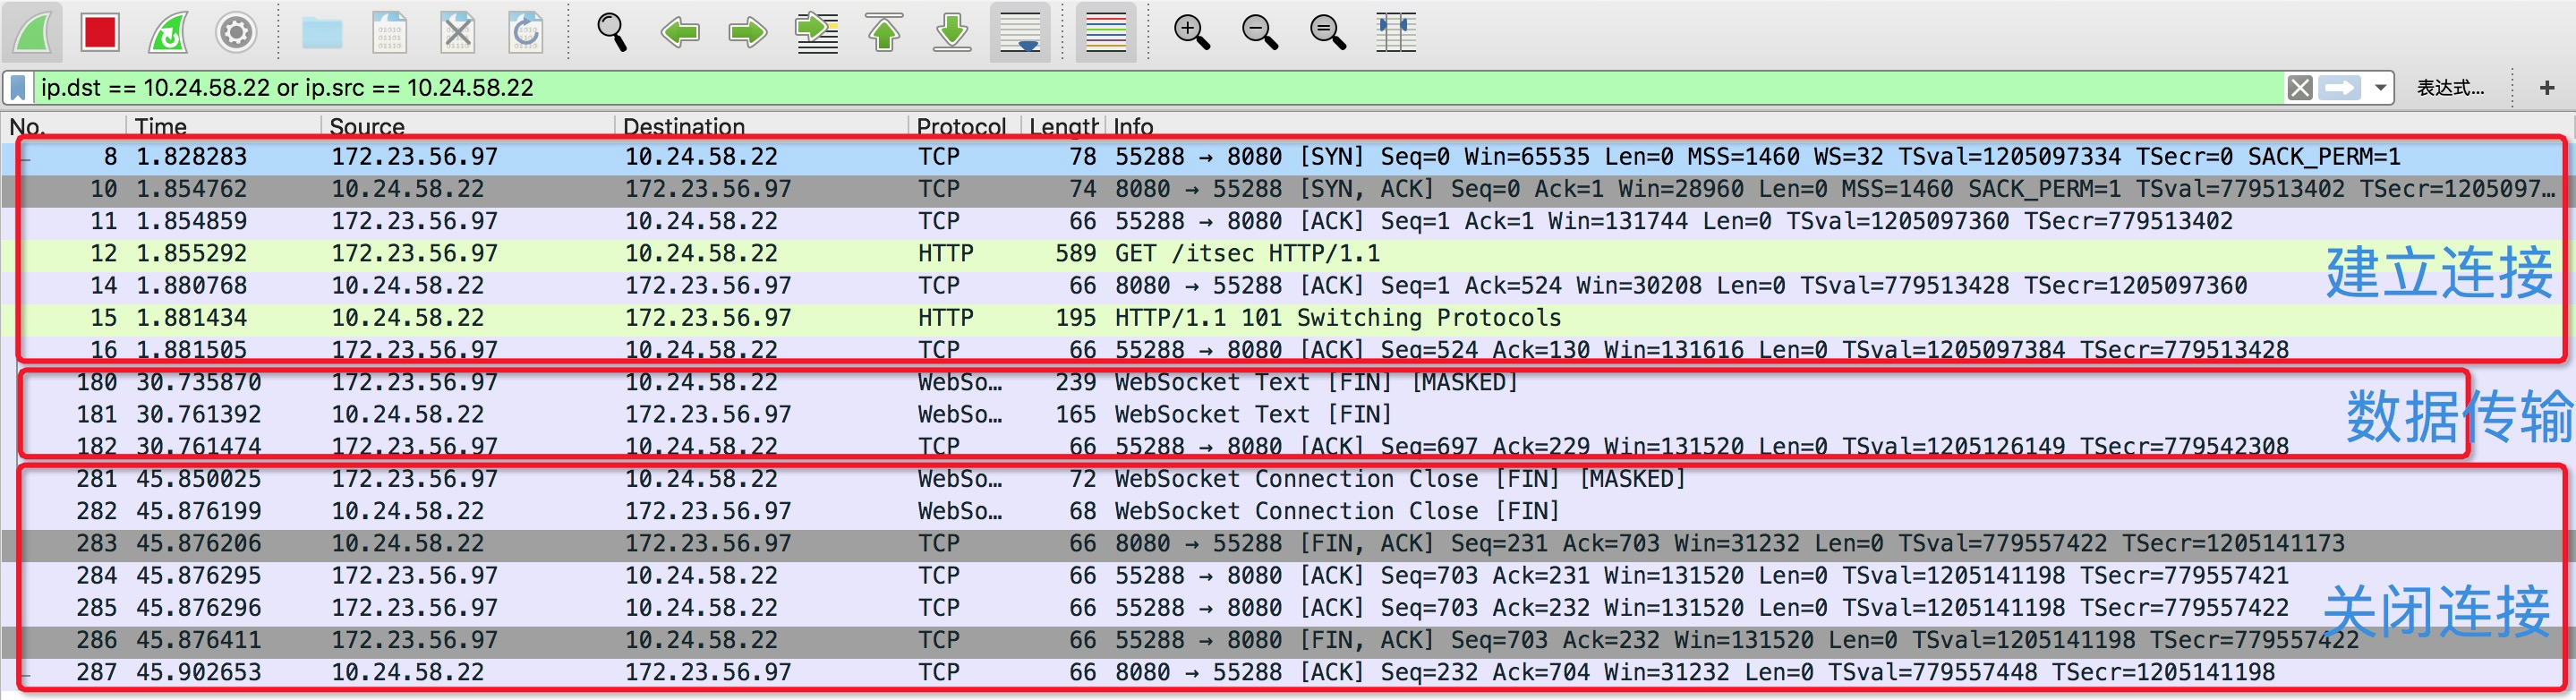 ip.dst == 10.24.58.22 or ip.src == 10.24.58.22 表达式... +
No. Time Source Destination Protocol Length Info
8 1.828283 172.23.56.97 10.24.58.22 TCP 78 55288 → 8080 [SYN] Seq=0 Win=65535 Len=0 MSS=1460 WS=32 TSval=1205097334 TSecr=0 SACK_PERM=1
10 1.854762 10.24.58.22 172.23.56.97 TCP 74 8080 → 55288 [SYN, ACK] Seq=0 Ack=1 Win=28960 Len=0 MSS=1460 SACK_PERM=1 TSval=779513402 TSecr=1205097…
11 1.854859 172.23.56.97 10.24.58.22 TCP 66 55288 → 8080 [ACK] Seq=1 Ack=1 Win=131744 Len=0 TSval=1205097360 TSecr=779513402
12 1.855292 172.23.56.97 10.24.58.22 HTTP 589 GET /itsec HTTP/1.1
建立连接
14 1.880768 10.24.58.22 172.23.56.97 TCP 66 8080 → 55288 [ACK] Seq=1 Ack=524 Win=30208 Len=0 TSval=779513428 TSecr=1205097360
15 1.881434 10.24.58.22 172.23.56.97 HTTP 195 HTTP/1.1 101 Switching Protocols
16 1.881505 172.23.56.97 10.24.58.22 TCP 66 55288 → 8080 [ACK] Seq=524 Ack=130 Win=131616 Len=0 TSval=1205097384 TSecr=779513428
180 30.735870 172.23.56.97 10.24.58.22 WebSo… 239 WebSocket Text [FIN] [MASKED]
181 30.761392 10.24.58.22 172.23.56.97 WebSo… 165 WebSocket Text [FIN]
数据传输
182 30.761474 172.23.56.97 10.24.58.22 TCP 66 55288 → 8080 [ACK] Seq=697 Ack=229 Win=131520 Len=0 TSval=1205126149 TSecr=779542308
281 45.850025 172.23.56.97 10.24.58.22 WebSo… 72 WebSocket Connection Close [FIN] [MASKED]
282 45.876199 10.24.58.22 172.23.56.97 WebSo… 68 WebSocket Connection Close [FIN]
283 45.876206 10.24.58.22 172.23.56.97 TCP 66 8080 → 55288 [FIN, ACK] Seq=231 Ack=703 Win=31232 Len=0 TSval=779557422 TSecr=1205141173
284 45.876295 172.23.56.97 10.24.58.22 TCP 66 55288 → 8080 [ACK] Seq=703 Ack=231 Win=131520 Len=0 TSval=1205141198 TSecr=779557421
285 45.876296 172.23.56.97 10.24.58.22 TCP 66 55288 → 8080 [ACK] Seq=703 Ack=232 Win=131520 Len=0 TSval=1205141198 TSecr=779557422
关闭连接
286 45.876411 172.23.56.97 10.24.58.22 TCP 66 55288 → 8080 [FIN, ACK] Seq=703 Ack=232 Win=131520 Len=0 TSval=1205141198 TSecr=779557422
287 45.902653 10.24.58.22 172.23.56.97 TCP 66 8080 → 55288 [ACK] Seq=232 Ack=704 Win=31232 Len=0 TSval=779557448 TSecr=1205141198